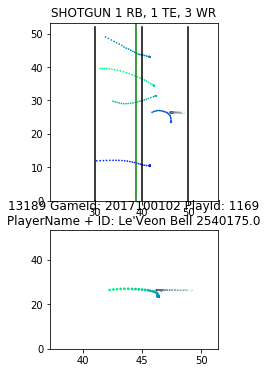 SHOTGUN 1 RB, 1 TE, 3 WR
50
40
30
20
10
0
30 40 50
13189 GameId: 2017100102 PlayId: 1169
PlayerName + ID: Le'Veon Bell 2540175.0
40
20
0
40 45 50